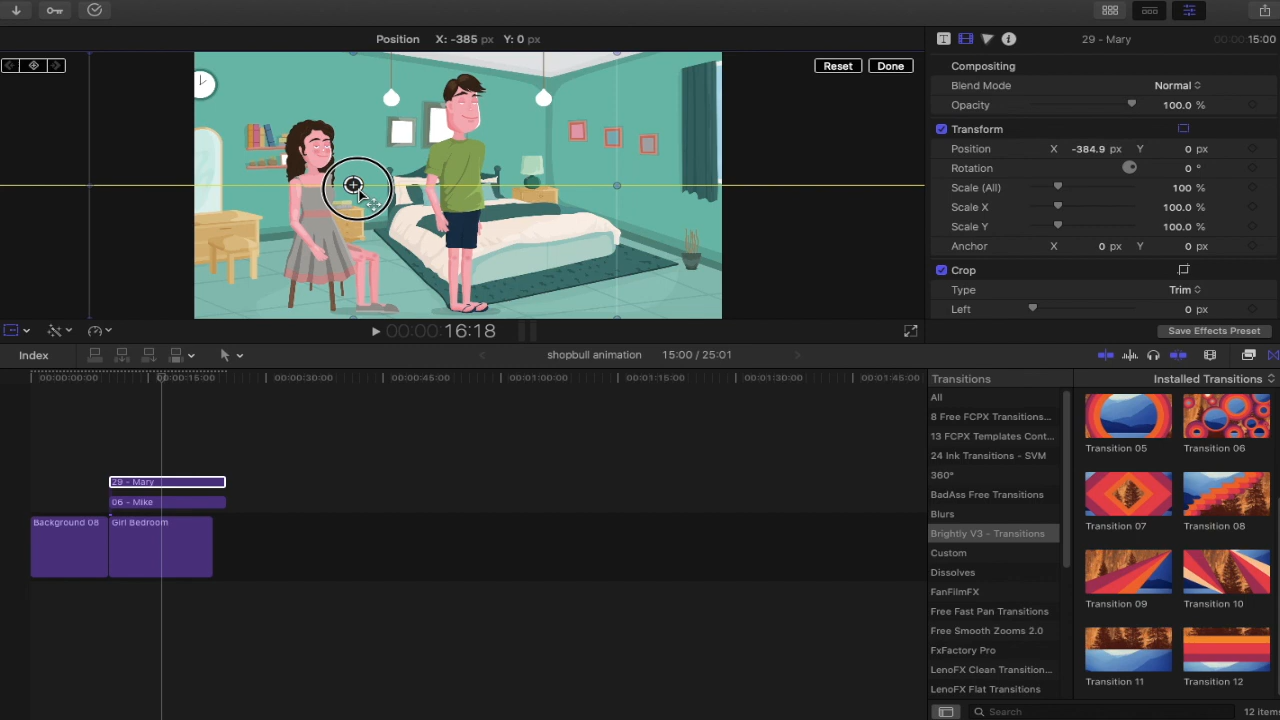 Position X: -385 px Y: 0 px
Reset Done
29 - Mary 00:00:15:00
Compositing
Blend Mode Normal
Opacity 100.0 %
Transform
Position X -384.9 px Y 0 px
Rotation 0 °
Scale (All) 100 %
Scale X 100.0 %
Scale Y 100.0 %
Anchor X 0 px Y 0 px
Crop
Type Trim
Left 0 px
Save Effects Preset
00:00:16:18
Index
shopbull animation 15:00 / 25:01
00:00:00:00 00:00:15:00 00:00:30:00 00:00:45:00 00:01:00:00 00:01:15:00 00:01:30:00 00:01:45:00
29 - Mary
06 - Mike
Background 08 Girl Bedroom
Transitions Installed Transitions
All
8 Free FCPX Transitions...
13 FCPX Templates Cont...
24 Ink Transitions - SVM
360°
BadAss Free Transitions
Blurs
Brightly V3 - Transitions
Custom
Dissolves
FanFilmFX
Free Fast Pan Transitions
Free Smooth Zooms 2.0
FxFactory Pro
LenoFX Clean Transition...
LenoFX Flat Transitions
Transition 05 Transition 06
Transition 07 Transition 08
Transition 09 Transition 10
Transition 11 Transition 12
Search 12 items